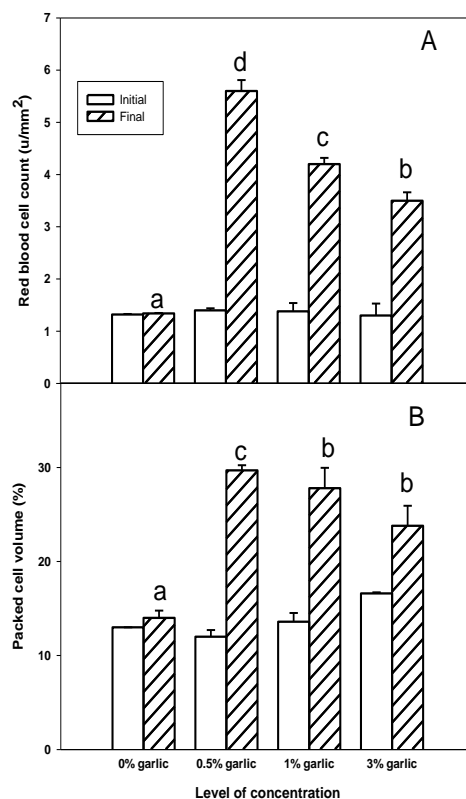 7
A
d
6
Initial
Final
5
c
4
b
3
2
a
1
0
Red blood cell count (u/mm²)
B
c
b
30
b
20
a
10
0
Packed cell volume (%)
0% garlic 0.5% garlic 1% garlic 3% garlic
Level of concentration